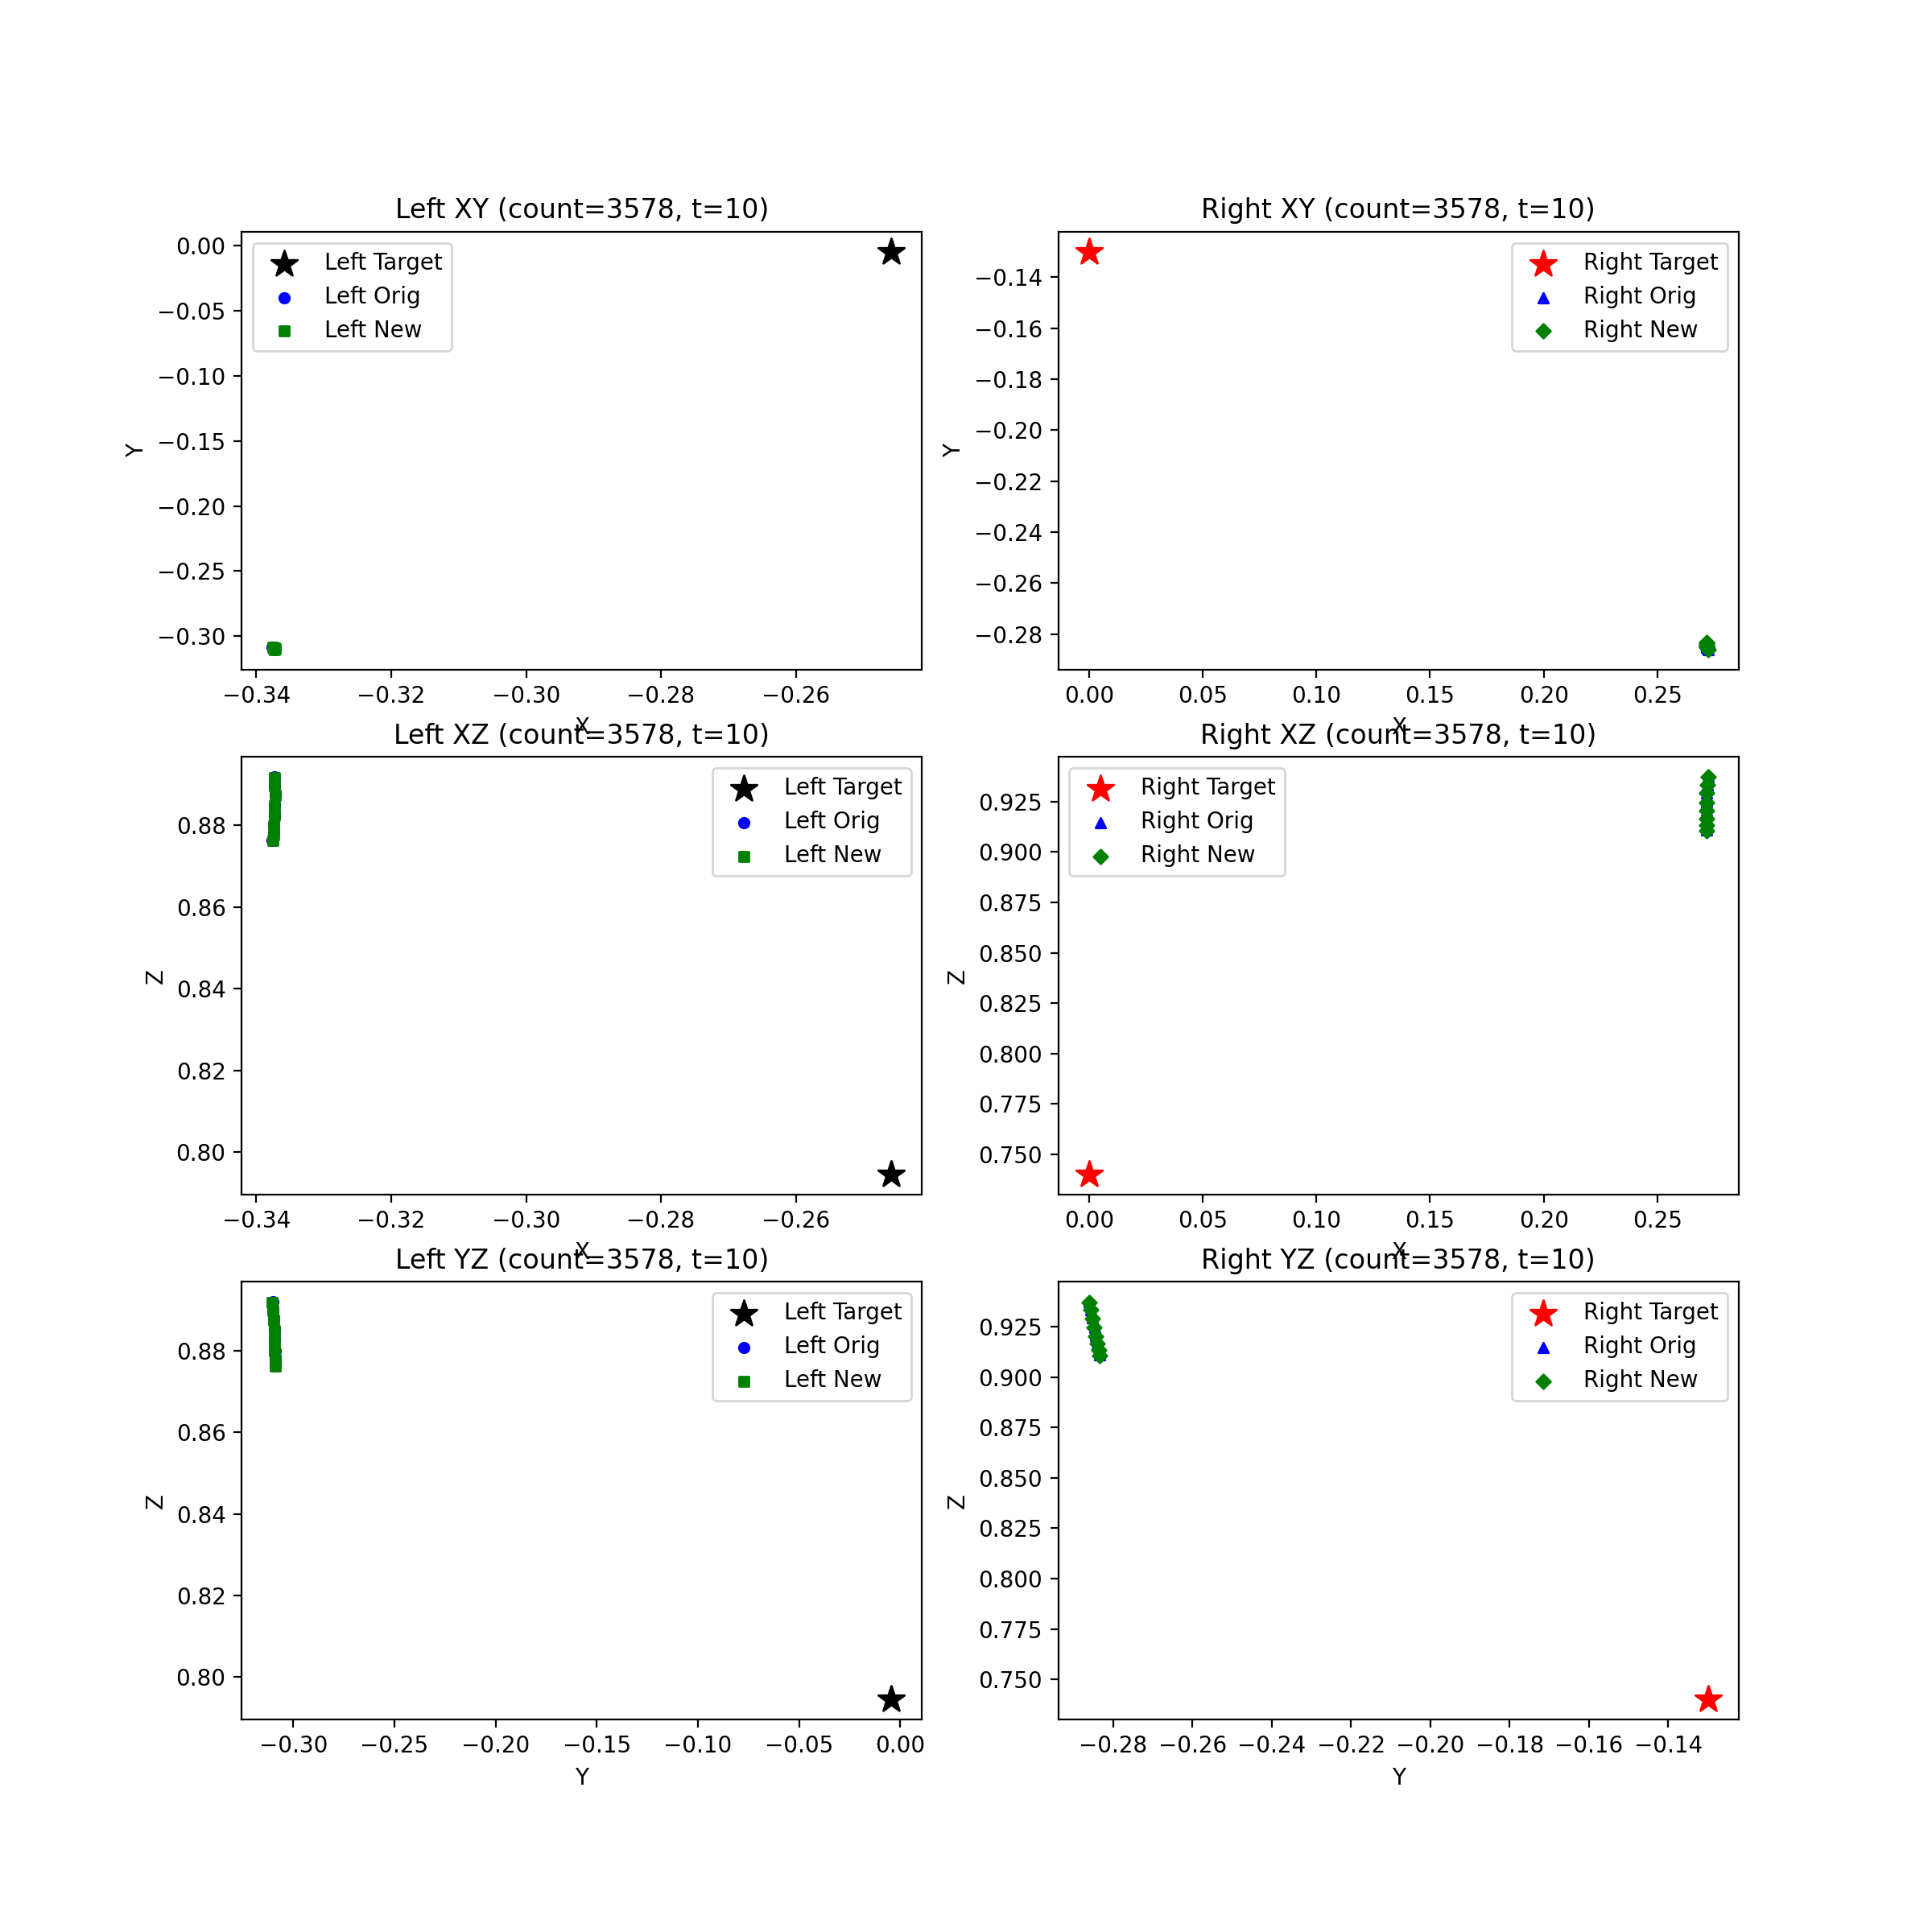 Left XY (count=3578, t=10)
0.00
−0.05
−0.10
−0.15
−0.20
−0.25
−0.30
Y
Left Target
Left Orig
Left New
−0.34
−0.32
−0.30
−0.28
−0.26
X
Right XY (count=3578, t=10)
−0.14
−0.16
−0.18
−0.20
−0.22
−0.24
−0.26
−0.28
Y
Right Target
Right Orig
Right New
0.00
0.05
0.10
0.15
0.20
0.25
X
Left XZ (count=3578, t=10)
0.88
0.86
0.84
0.82
0.80
Z
Left Target
Left Orig
Left New
−0.34
−0.32
−0.30
−0.28
−0.26
X
Right XZ (count=3578, t=10)
0.925
0.900
0.875
0.850
0.825
0.800
0.775
0.750
Z
Right Target
Right Orig
Right New
0.00
0.05
0.10
0.15
0.20
0.25
X
Left YZ (count=3578, t=10)
0.88
0.86
0.84
0.82
0.80
Z
Left Target
Left Orig
Left New
−0.30
−0.25
−0.20
−0.15
−0.10
−0.05
0.00
Y
Right YZ (count=3578, t=10)
0.925
0.900
0.875
0.850
0.825
0.800
0.775
0.750
Z
Right Target
Right Orig
Right New
−0.28
−0.26
−0.24
−0.22
−0.20
−0.18
−0.16
−0.14
Y